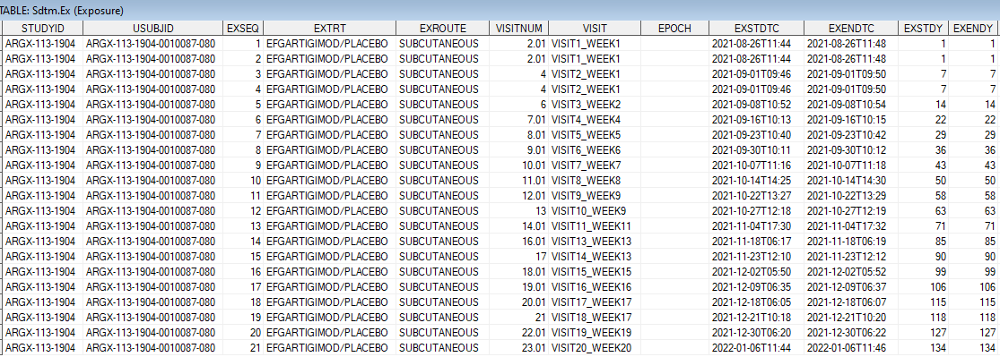 TABLE: Sdtm.Ex (Exposure)
STUDYID USUBJID EXSEQ EXTRT EXROUTE VISITNUM VISIT EPOCH EXSTDTC EXENDTC EXSTDY EXENDY
ARGX-113-1904 ARGX-113-1904-0010087-080 1 EFGARTIGIMOD/PLACEBO SUBCUTANEOUS 2.01 VISIT1_WEEK1 2021-08-26T11:44 2021-08-26T11:48 1 1
ARGX-113-1904 ARGX-113-1904-0010087-080 2 EFGARTIGIMOD/PLACEBO SUBCUTANEOUS 2.01 VISIT1_WEEK1 2021-08-26T11:44 2021-08-26T11:48 1 1
ARGX-113-1904 ARGX-113-1904-0010087-080 3 EFGARTIGIMOD/PLACEBO SUBCUTANEOUS 4 VISIT2_WEEK1 2021-09-01T09:46 2021-09-01T09:50 7 7
ARGX-113-1904 ARGX-113-1904-0010087-080 4 EFGARTIGIMOD/PLACEBO SUBCUTANEOUS 4 VISIT2_WEEK1 2021-09-01T09:46 2021-09-01T09:50 7 7
ARGX-113-1904 ARGX-113-1904-0010087-080 5 EFGARTIGIMOD/PLACEBO SUBCUTANEOUS 6 VISIT3_WEEK2 2021-09-08T10:52 2021-09-08T10:54 14 14
ARGX-113-1904 ARGX-113-1904-0010087-080 6 EFGARTIGIMOD/PLACEBO SUBCUTANEOUS 7.01 VISIT4_WEEK4 2021-09-16T10:13 2021-09-16T10:15 22 22
ARGX-113-1904 ARGX-113-1904-0010087-080 7 EFGARTIGIMOD/PLACEBO SUBCUTANEOUS 8.01 VISIT5_WEEK5 2021-09-23T10:40 2021-09-23T10:42 29 29
ARGX-113-1904 ARGX-113-1904-0010087-080 8 EFGARTIGIMOD/PLACEBO SUBCUTANEOUS 9.01 VISIT6_WEEK6 2021-09-30T10:11 2021-09-30T10:12 36 36
ARGX-113-1904 ARGX-113-1904-0010087-080 9 EFGARTIGIMOD/PLACEBO SUBCUTANEOUS 10.01 VISIT7_WEEK7 2021-10-07T11:16 2021-10-07T11:18 43 43
ARGX-113-1904 ARGX-113-1904-0010087-080 10 EFGARTIGIMOD/PLACEBO SUBCUTANEOUS 11.01 VISIT8_WEEK8 2021-10-14T14:25 2021-10-14T14:30 50 50
ARGX-113-1904 ARGX-113-1904-0010087-080 11 EFGARTIGIMOD/PLACEBO SUBCUTANEOUS 12.01 VISIT9_WEEK9 2021-10-22T13:27 2021-10-22T13:29 58 58
ARGX-113-1904 ARGX-113-1904-0010087-080 12 EFGARTIGIMOD/PLACEBO SUBCUTANEOUS 13 VISIT10_WEEK9 2021-10-27T12:18 2021-10-27T12:19 63 63
ARGX-113-1904 ARGX-113-1904-0010087-080 13 EFGARTIGIMOD/PLACEBO SUBCUTANEOUS 14.01 VISIT11_WEEK11 2021-11-04T17:30 2021-11-04T17:32 71 71
ARGX-113-1904 ARGX-113-1904-0010087-080 14 EFGARTIGIMOD/PLACEBO SUBCUTANEOUS 16.01 VISIT13_WEEK13 2021-11-18T06:17 2021-11-18T06:19 85 85
ARGX-113-1904 ARGX-113-1904-0010087-080 15 EFGARTIGIMOD/PLACEBO SUBCUTANEOUS 17 VISIT14_WEEK13 2021-11-23T12:10 2021-11-23T12:12 90 90
ARGX-113-1904 ARGX-113-1904-0010087-080 16 EFGARTIGIMOD/PLACEBO SUBCUTANEOUS 18.01 VISIT15_WEEK15 2021-12-02T05:50 2021-12-02T05:52 99 99
ARGX-113-1904 ARGX-113-1904-0010087-080 17 EFGARTIGIMOD/PLACEBO SUBCUTANEOUS 19.01 VISIT16_WEEK16 2021-12-09T06:35 2021-12-09T06:37 106 106
ARGX-113-1904 ARGX-113-1904-0010087-080 18 EFGARTIGIMOD/PLACEBO SUBCUTANEOUS 20.01 VISIT17_WEEK17 2021-12-18T06:05 2021-12-18T06:07 115 115
ARGX-113-1904 ARGX-113-1904-0010087-080 19 EFGARTIGIMOD/PLACEBO SUBCUTANEOUS 21 VISIT18_WEEK17 2021-12-21T10:18 2021-12-21T10:20 118 118
ARGX-113-1904 ARGX-113-1904-0010087-080 20 EFGARTIGIMOD/PLACEBO SUBCUTANEOUS 22.01 VISIT19_WEEK19 2021-12-30T06:20 2021-12-30T06:22 127 127
ARGX-113-1904 ARGX-113-1904-0010087-080 21 EFGARTIGIMOD/PLACEBO SUBCUTANEOUS 23.01 VISIT20_WEEK20 2022-01-06T11:44 2022-01-06T11:46 134 134